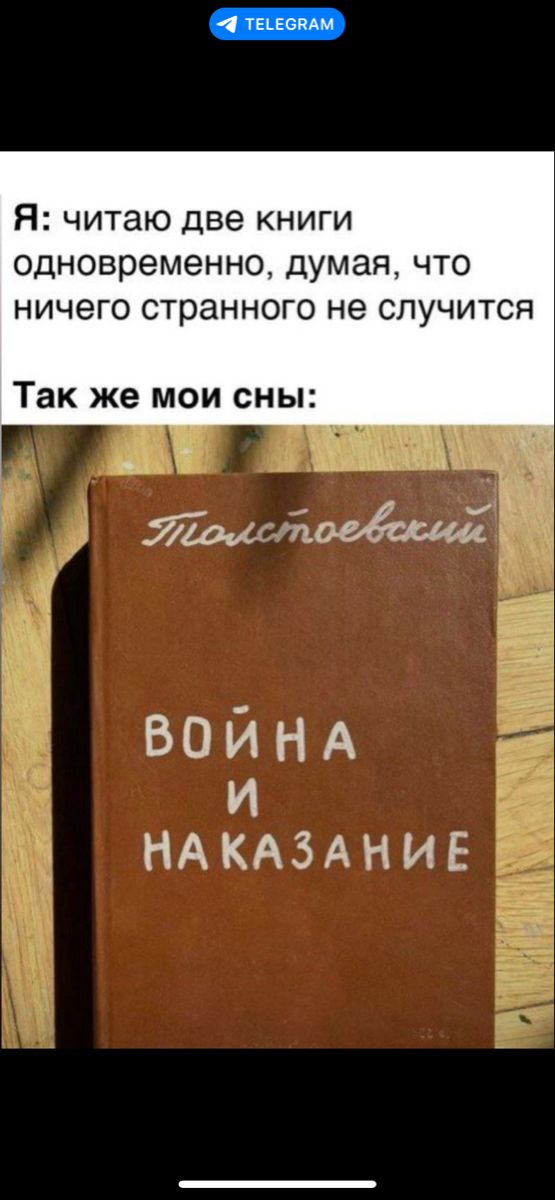 TELEGRAM
Я: читаю две книги
одновременно, думая, что
ничего странного не случится
Так же мои сны:
Толстоевский
ВОЙНА
И
НАКАЗАНИЕ